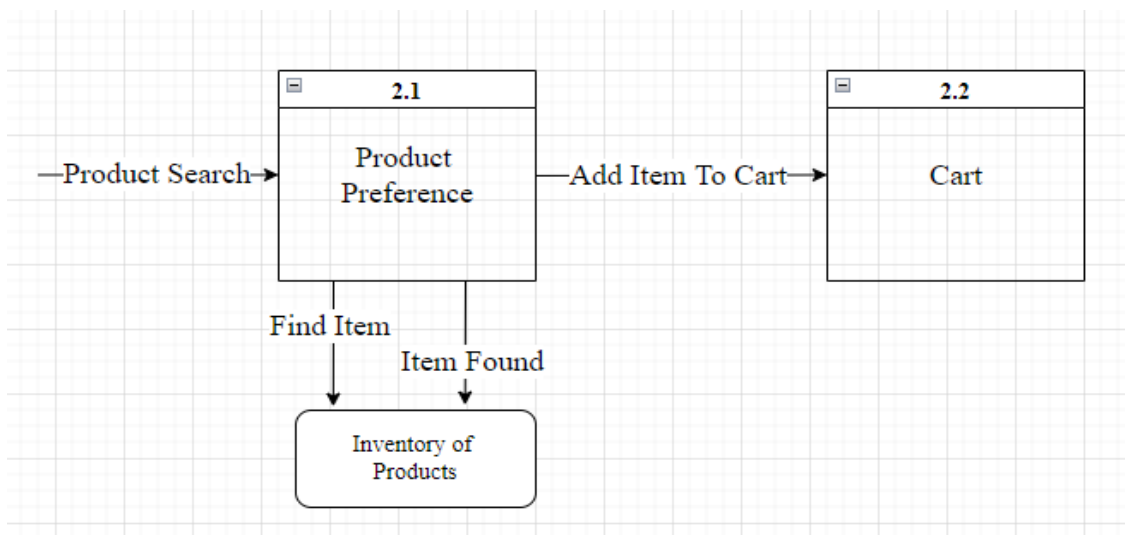 2.1
2.2
Product Search
Product
Preference
Add Item To Cart
Cart
Find Item
Item Found
Inventory of
Products